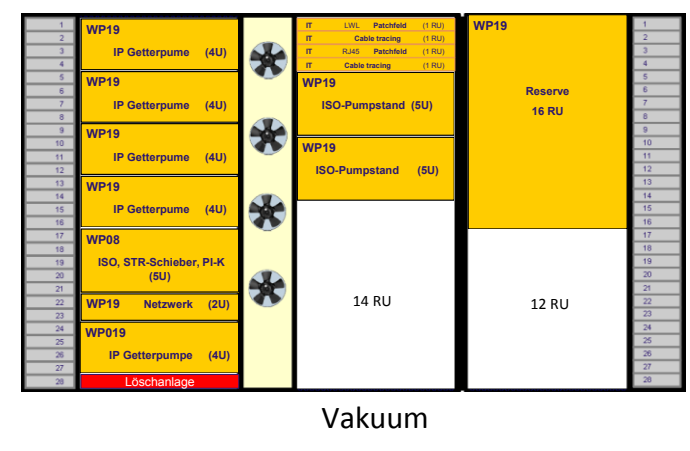 1
2
3
4
5
6
7
8
9
10
11
12
13
14
15
16
17
18
19
20
21
22
23
24
25
26
27
28
WP19
IP Getterpume (4U)
WP19
IP Getterpume (4U)
WP19
IP Getterpume (4U)
WP19
IP Getterpume (4U)
WP08
ISO, STR-Schieber, PI-K
(5U)
WP19 Netzwerk (2U)
WP019
IP Getterpumpe (4U)
Löschanlage
IT LWL Patchfeld (1 RU)
IT Cable tracing (1 RU)
IT RJ45 Patchfeld (1 RU)
IT Cable tracing (1 RU)
WP19
ISO-Pumpstand (5U)
WP19
ISO-Pumpstand (5U)
14 RU
WP19
Reserve
16 RU
12 RU
1
2
3
4
5
6
7
8
9
10
11
12
13
14
15
16
17
18
19
20
21
22
23
24
25
26
27
28
Vakuum